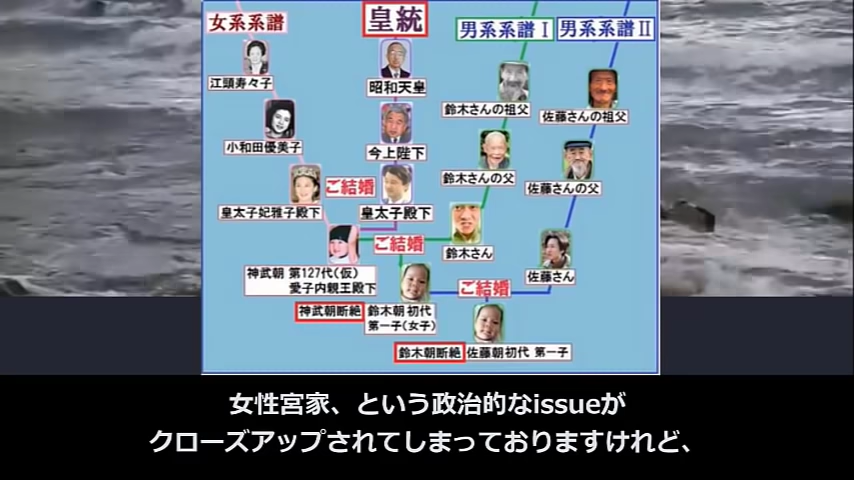 女系系譜
皇統
男系系譜Ⅰ
男系系譜Ⅱ
江頭寿々子
昭和天皇
鈴木さんの祖父
佐藤さんの祖父
小和田優美子
今上陛下
鈴木さんの父
佐藤さんの父
ご結婚
皇太子妃雅子殿下
皇太子殿下
ご結婚
鈴木さん
神武朝 第127代(仮)
愛子内親王殿下
佐藤さん
ご結婚
神武朝断絶
鈴木朝 初代
第一子(女子)
鈴木朝断絶
佐藤朝初代 第一子
女性宮家、という政治的なissueが
クローズアップされてしまっておりますけれど、